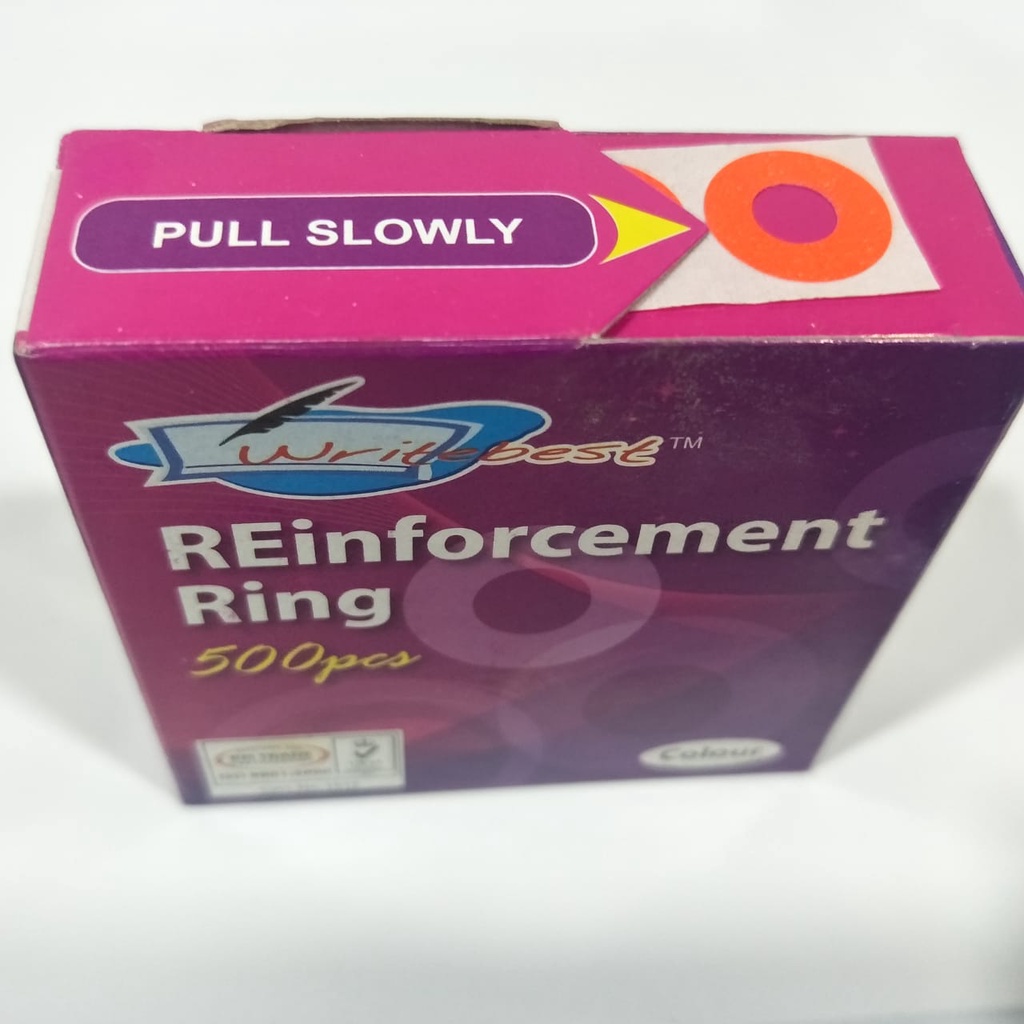 PULL SLOWLY
Writebest™
REinforcement
Ring
500pcs
Colour